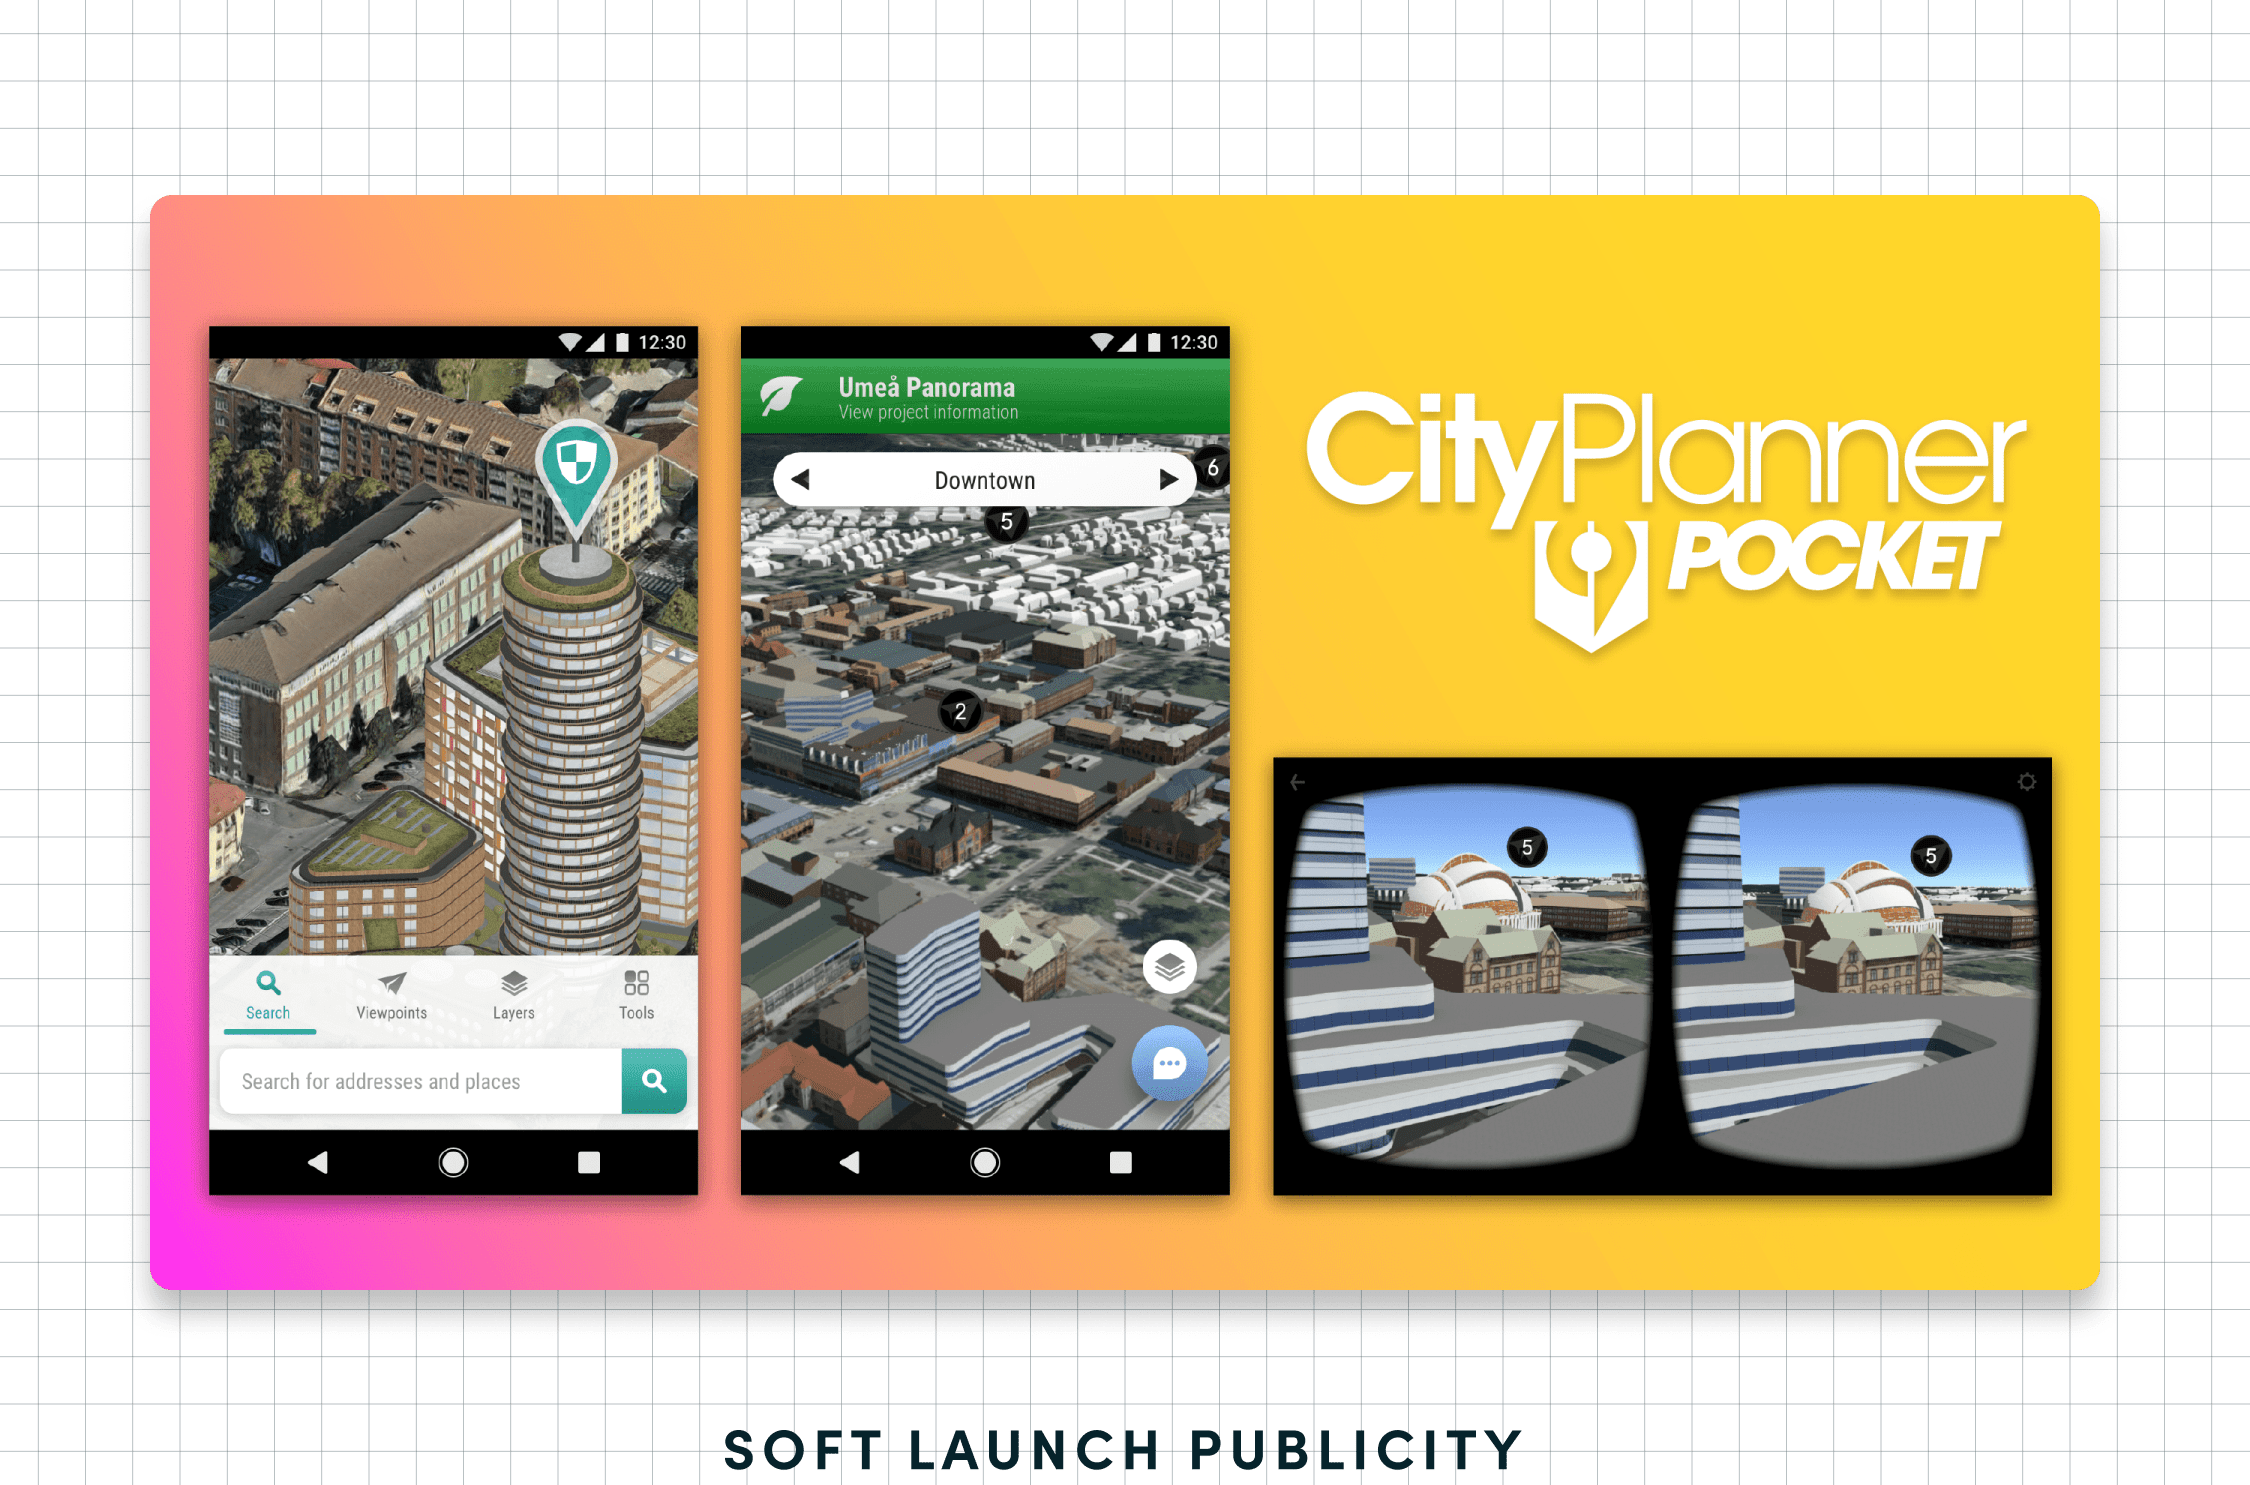 12:30
Search
Viewpoints
Layers
Tools
Search for addresses and places
12:30
Umeå Panorama
View project information
Downtown
6
5
2
CityPlanner
POCKET
5
5
SOFT LAUNCH PUBLICITY